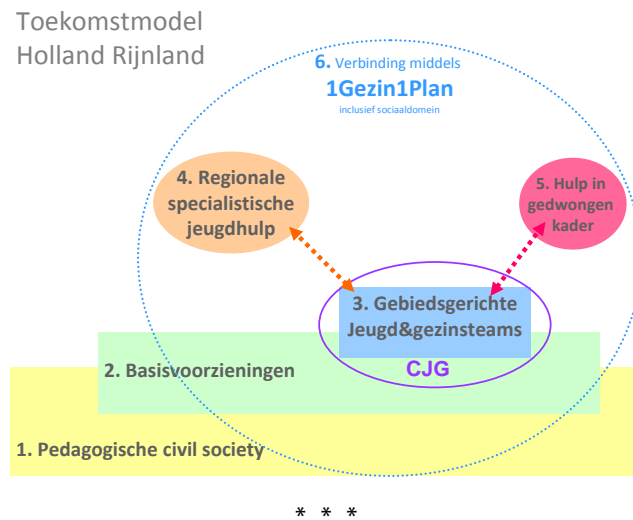 Toekomstmodel
Holland Rijnland
6. Verbinding middels
1Gezin1Plan
inclusief sociaaldomein
4. Regionale
specialistische
jeugdhulp
5. Hulp in
gedwongen
kader
3. Gebiedsgerichte
Jeugd&gezinsteams
2. Basisvoorzieningen
CJG
1. Pedagogische civil society
* * *